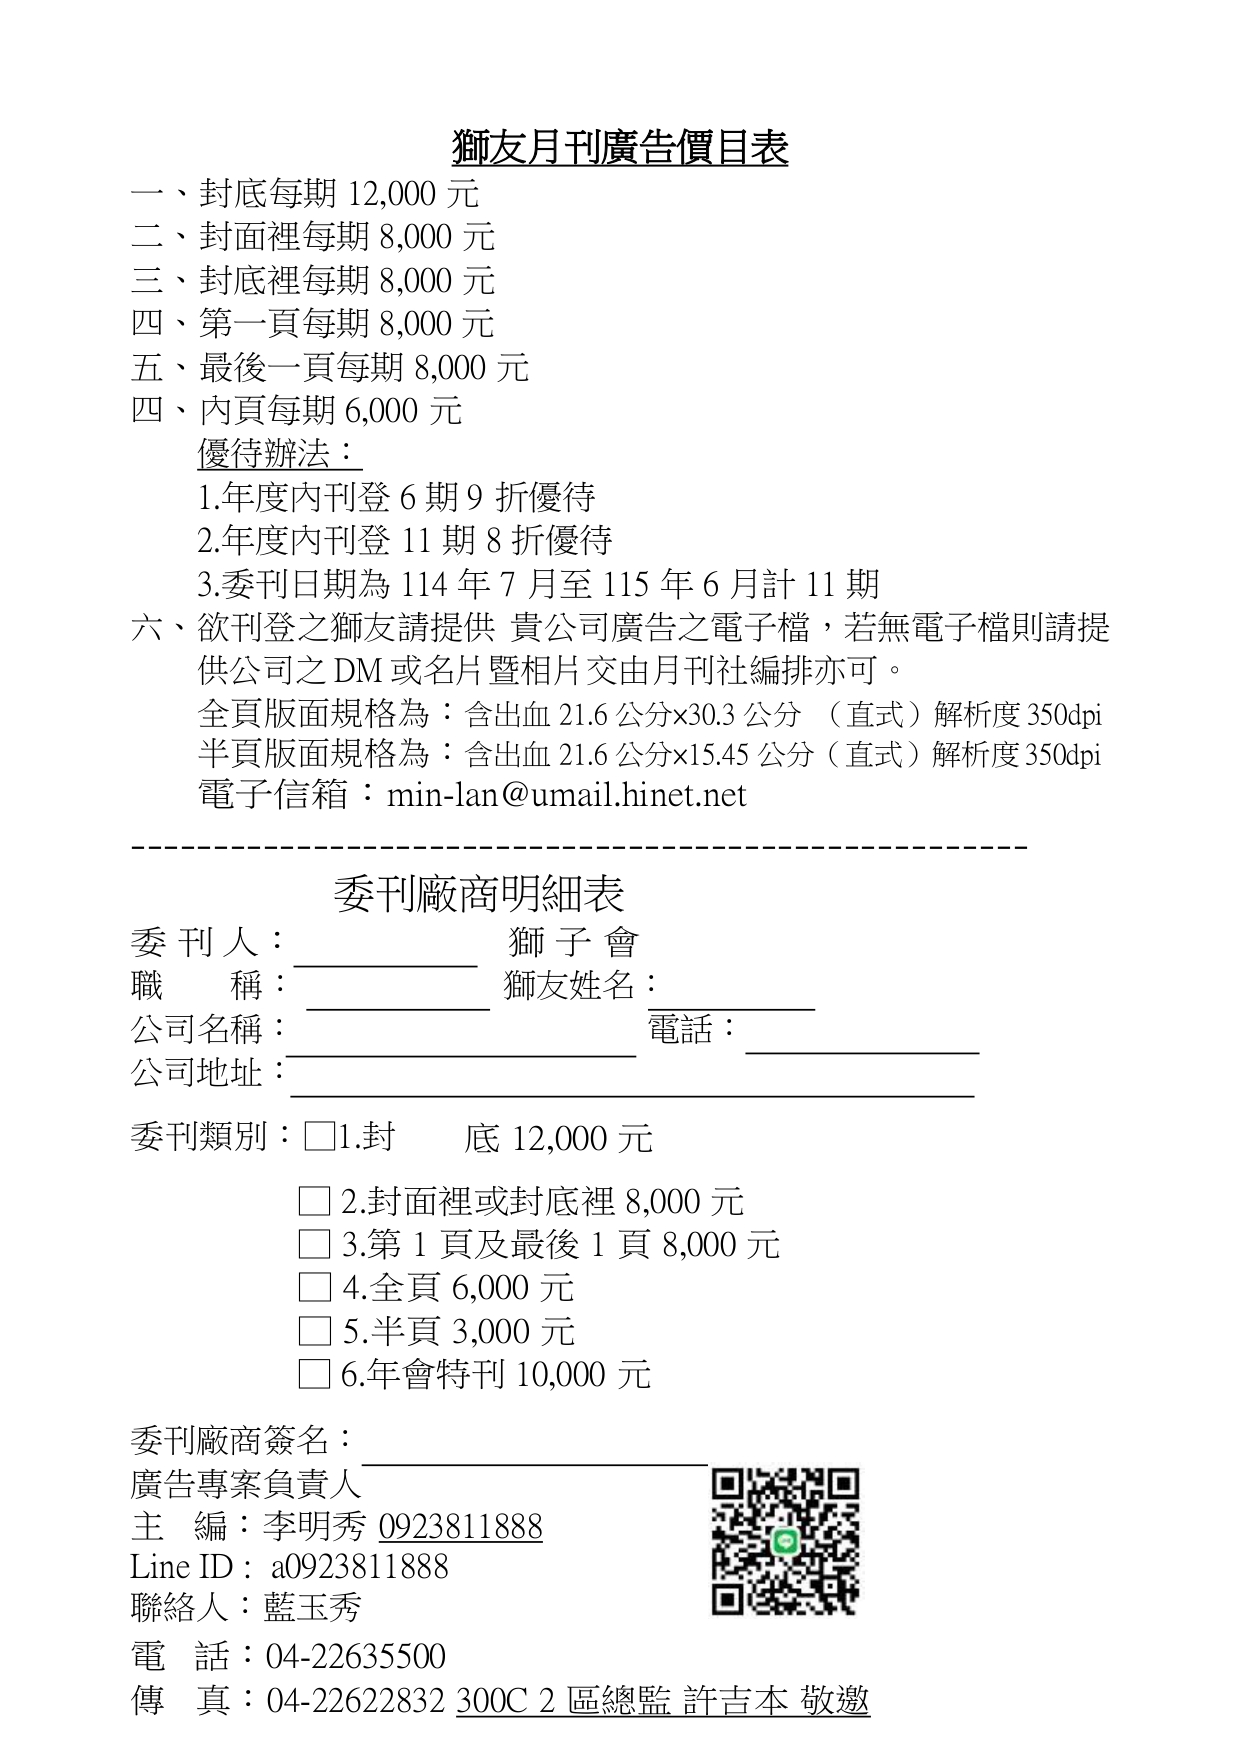 獅友月刊廣告價目表
一、封底每期 12,000 元
二、封面裡每期 8,000 元
三、封底裡每期 8,000 元
四、第一頁每期 8,000 元
五、最後一頁每期 8,000 元
四、內頁每期 6,000 元
優待辦法：
1.年度內刊登 6 期 9 折優待
2.年度內刊登 11 期 8 折優待
3.委刊日期為 114 年 7 月至 115 年 6 月計 11 期
六、欲刊登之獅友請提供 貴公司廣告之電子檔，若無電子檔則請提
供公司之 DM 或名片暨相片交由月刊社編排亦可。
全頁版面規格為：含出血 21.6 公分×30.3 公分 （直式）解析度 350dpi
半頁版面規格為：含出血 21.6 公分×15.45 公分（直式）解析度 350dpi
電子信箱：min-lan@umail.hinet.net
------------------------------------------------------
委刊廠商明細表
委 刊 人：＿＿＿＿＿ 獅 子 會
職　　稱：＿＿＿＿＿ 獅友姓名：＿＿＿＿＿
公司名稱：＿＿＿＿＿＿＿＿＿＿ 電話：＿＿＿＿＿＿＿
公司地址：＿＿＿＿＿＿＿＿＿＿＿＿＿＿＿＿＿＿＿＿
委刊類別：□1.封　　底 12,000 元
□ 2.封面裡或封底裡 8,000 元
□ 3.第 1 頁及最後 1 頁 8,000 元
□ 4.全頁 6,000 元
□ 5.半頁 3,000 元
□ 6.年會特刊 10,000 元
委刊廠商簽名：＿＿＿＿＿＿＿＿＿＿
廣告專案負責人
主　編：李明秀 0923811888
Line ID : a0923811888
聯絡人：藍玉秀
電　話：04-22635500
傳　真：04-22622832 300C 2 區總監 許吉本 敬邀